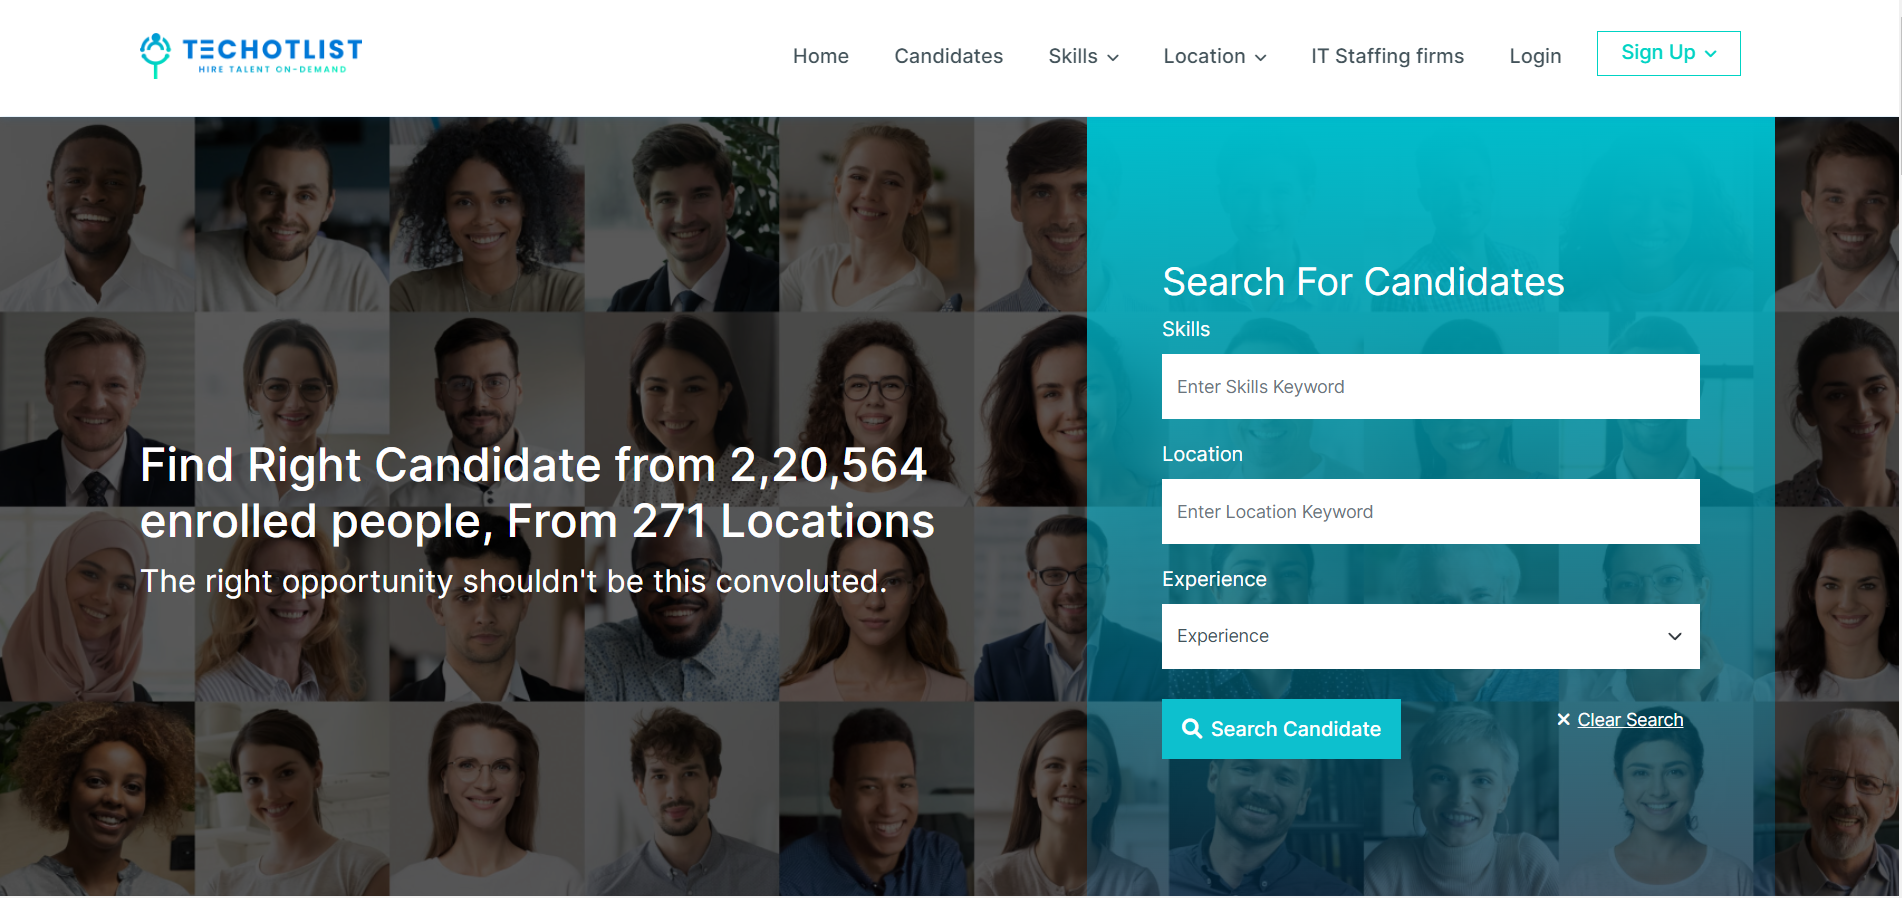 TECHOTLIST
HIRE TALENT ON-DEMAND
Home
Candidates
Skills
Location
IT Staffing firms
Login
Sign Up
Find Right Candidate from 2,20,564
enrolled people, From 271 Locations
The right opportunity shouldn't be this convoluted.
Search For Candidates
Skills
Enter Skills Keyword
Location
Enter Location Keyword
Experience
Experience
Search Candidate
Clear Search